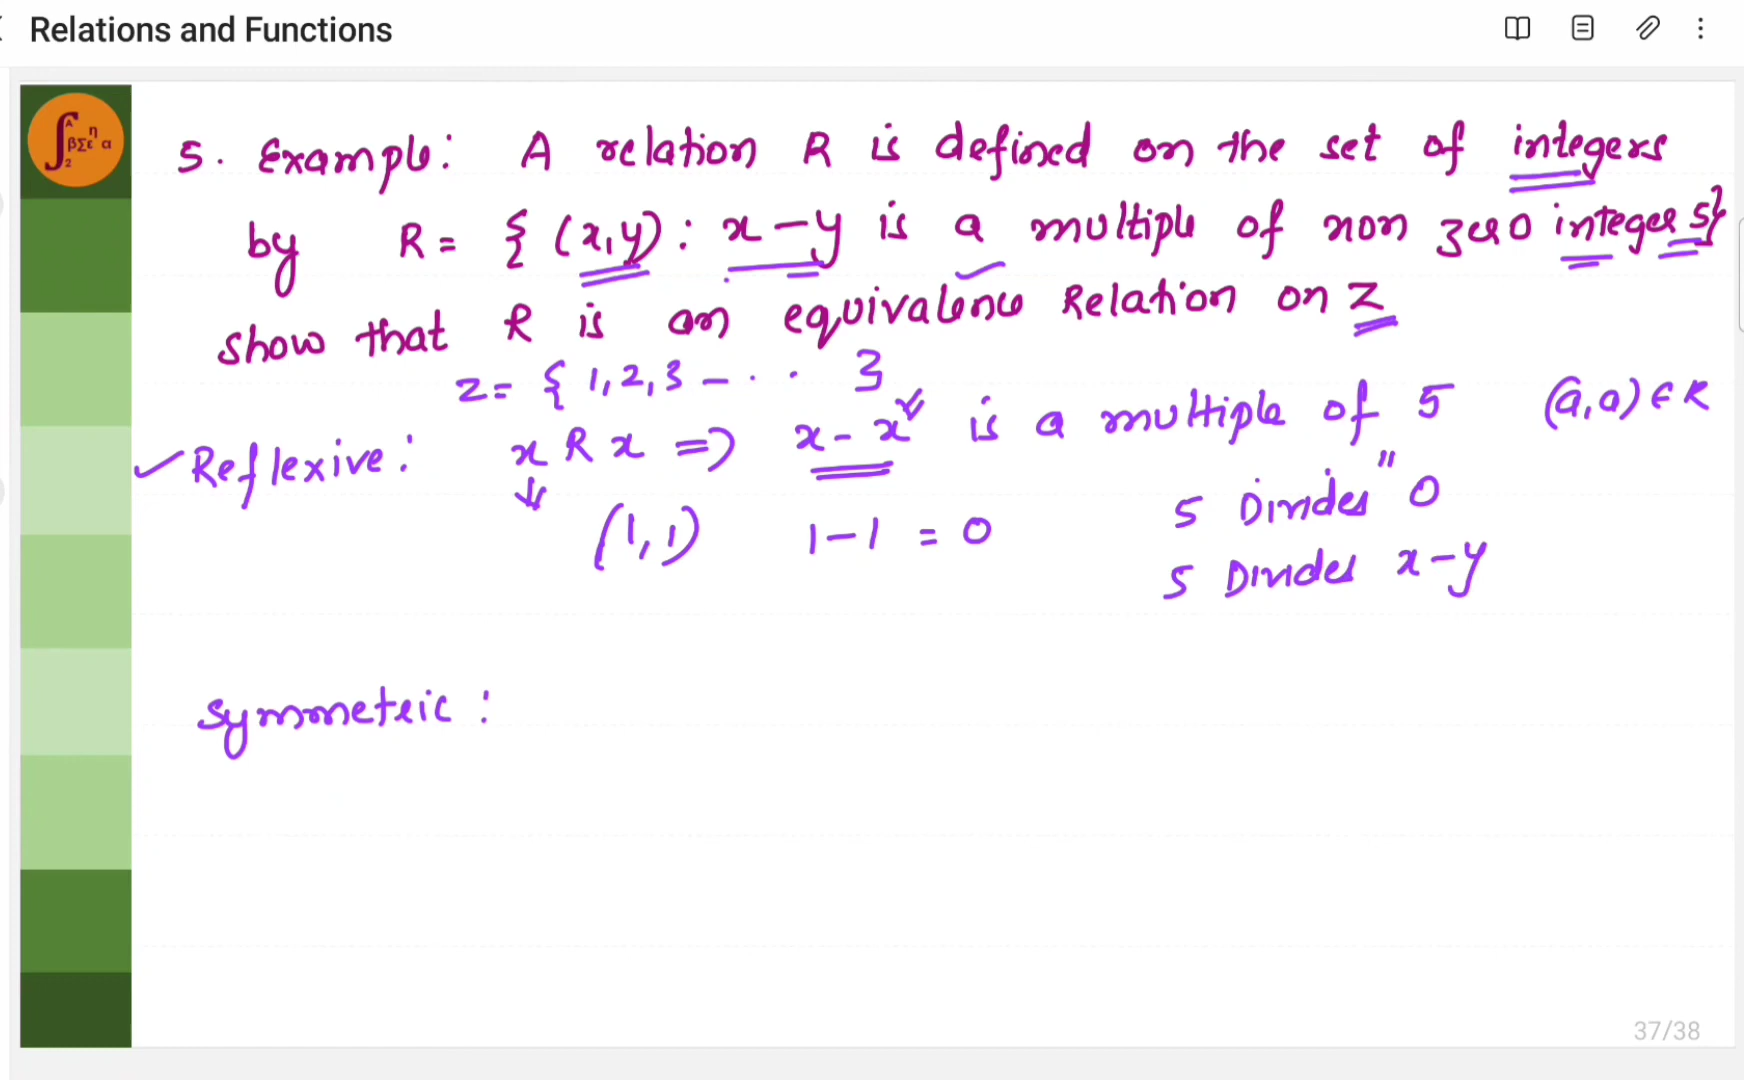 Relations and Functions
5. Example: A relation R is defined on the set of integers
by R = { (x,y) : x-y is a multiple of non zero integer 5}
show that R is an equivalence Relation on Z
Z = { 1, 2, 3 - . . }
Reflexive: x R x => x - x is a multiple of 5 (a,a) ∈ R
(1,1) 1-1 = 0 5 Divides 0
5 Divides x-y
symmetric :
37/38